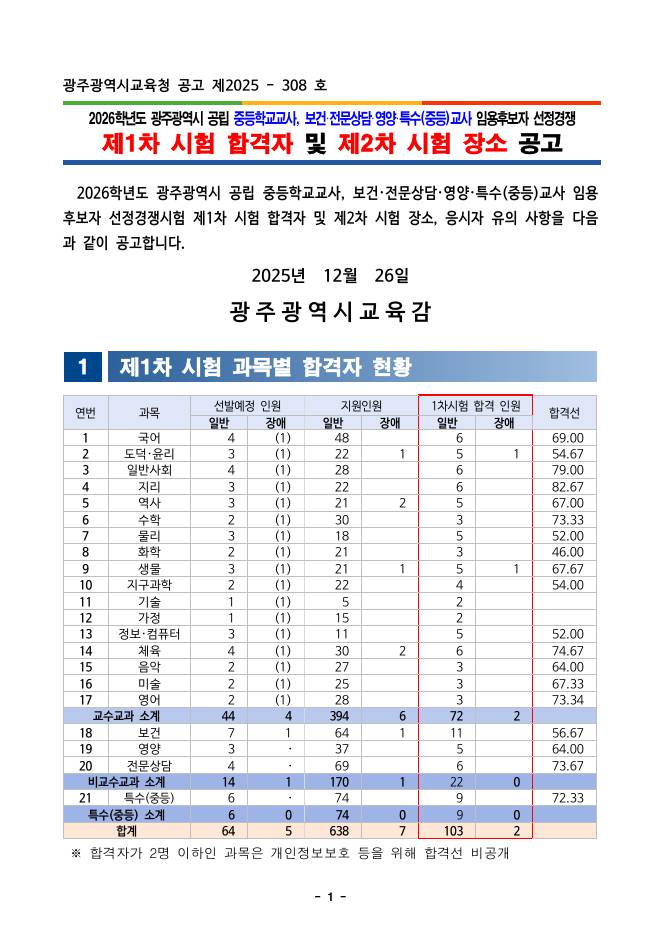 광주광역시교육청 공고 제2025 - 308 호
2026학년도 광주광역시 공립 중등학교교사, 보건·전문상담·영양·특수(중등)교사 임용후보자 선정경쟁
제1차 시험 합격자 및 제2차 시험 장소 공고
2026학년도 광주광역시 공립 중등학교교사, 보건·전문상담·영양·특수(중등)교사 임용
후보자 선정경쟁시험 제1차 시험 합격자 및 제2차 시험 장소, 응시자 유의 사항을 다음
과 같이 공고합니다.
2025년 12월 26일
광주광역시교육감
1 제1차 시험 과목별 합격자 현황
연번 과목 선발예정 인원 지원인원 1차시험 합격 인원 합격선
일반 장애 일반 장애 일반 장애
1 국어 4 (1) 48 6 69.00
2 도덕·윤리 3 (1) 22 1 5 1 54.67
3 일반사회 4 (1) 28 6 79.00
4 지리 3 (1) 22 6 82.67
5 역사 3 (1) 21 2 5 67.00
6 수학 2 (1) 30 3 73.33
7 물리 3 (1) 18 5 52.00
8 화학 2 (1) 21 3 46.00
9 생물 3 (1) 21 1 5 1 67.67
10 지구과학 2 (1) 22 4 54.00
11 기술 1 (1) 5 2
12 가정 1 (1) 15 2
13 정보·컴퓨터 3 (1) 11 5 52.00
14 체육 4 (1) 30 2 6 74.67
15 음악 2 (1) 27 3 64.00
16 미술 2 (1) 25 3 67.33
17 영어 2 (1) 28 3 73.34
교수교과 소계 44 4 394 6 72 2
18 보건 7 1 64 1 11 56.67
19 영양 3 · 37 5 64.00
20 전문상담 4 · 69 6 73.67
비교수교과 소계 14 1 170 1 22 0
21 특수(중등) 6 · 74 9 72.33
특수(중등) 소계 6 0 74 0 9 0
합계 64 5 638 7 103 2
※ 합격자가 2명 이하인 과목은 개인정보보호 등을 위해 합격선 비공개
- 1 -